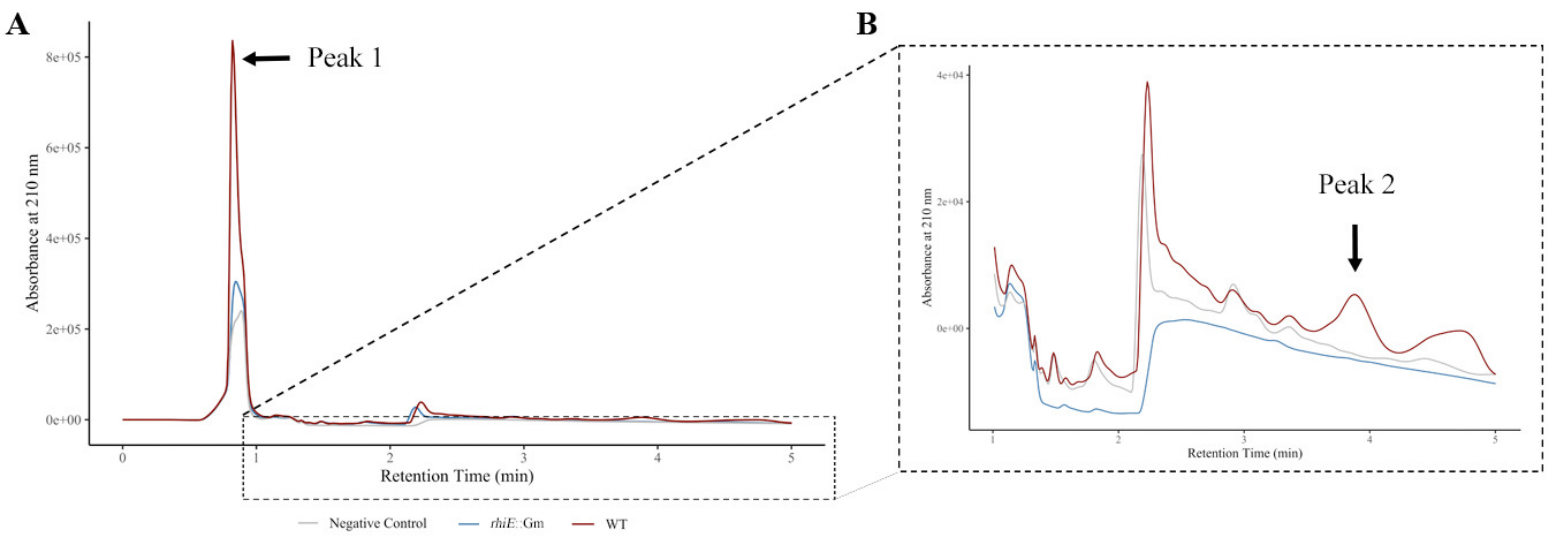 A
Peak 1
Absorbance at 210 nm
8e+05
6e+05
4e+05
2e+05
0e+00
0
1
2
3
4
5
Retention Time (min)
Negative Control
rhiE::Gm
WT
B
Peak 2
Absorbance at 210 nm
4e+04
2e+04
0e+00
1
2
3
4
5
Retention Time (min)